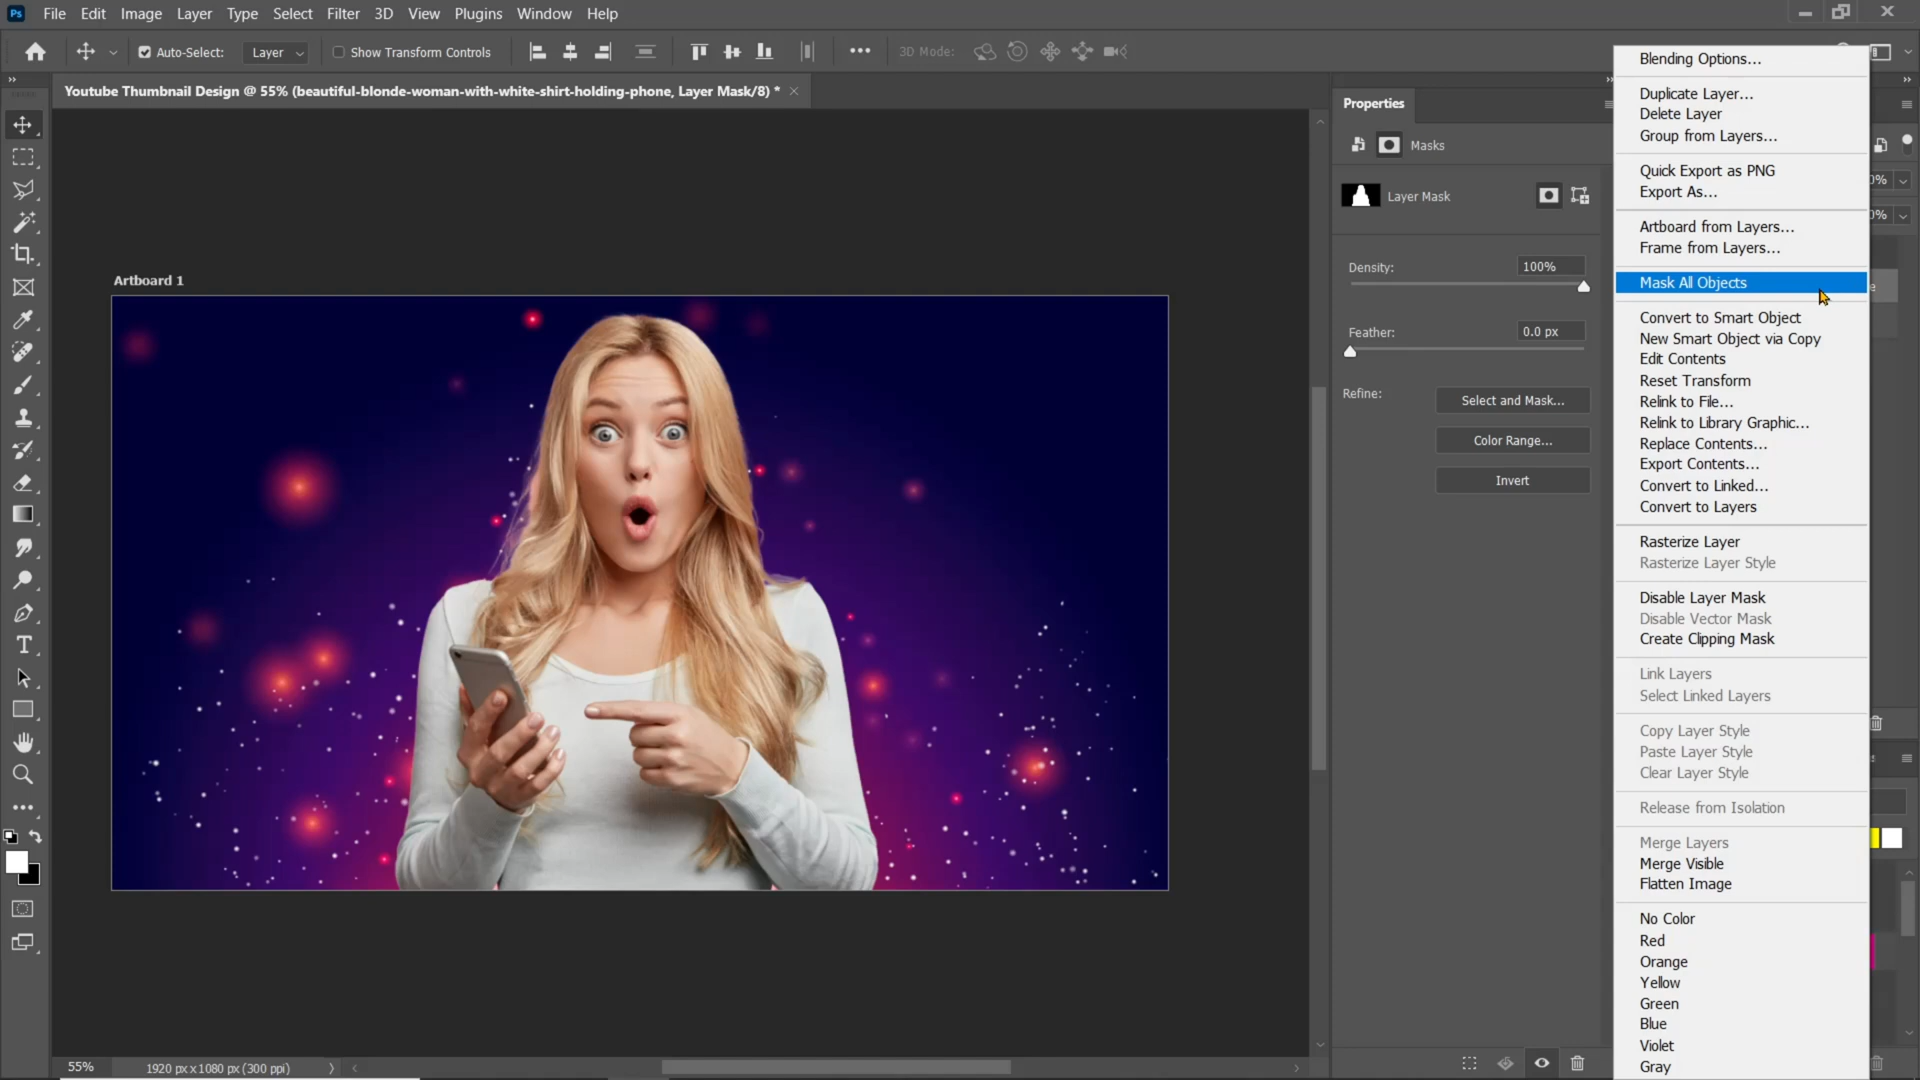 Ps File Edit Image Layer Type Select Filter 3D View Plugins Window Help
Auto-Select: Layer Show Transform Controls 3D Mode:
Youtube Thumbnail Design @ 55% (beautiful-blonde-woman-with-white-shirt-holding-phone, Layer Mask/8) *
Artboard 1
Properties
Masks
Layer Mask
Density: 100%
Feather: 0.0 px
Refine:
Select and Mask...
Color Range...
Invert
Blending Options...
Duplicate Layer...
Delete Layer
Group from Layers...
Quick Export as PNG
Export As...
Artboard from Layers...
Frame from Layers...
Mask All Objects
Convert to Smart Object
New Smart Object via Copy
Edit Contents
Reset Transform
Relink to File...
Relink to Library Graphic...
Replace Contents...
Export Contents...
Convert to Linked...
Convert to Layers
Rasterize Layer
Rasterize Layer Style
Disable Layer Mask
Disable Vector Mask
Create Clipping Mask
Link Layers
Select Linked Layers
Copy Layer Style
Paste Layer Style
Clear Layer Style
Release from Isolation
Merge Layers
Merge Visible
Flatten Image
No Color
Red
Orange
Yellow
Green
Blue
Violet
Gray
55% 1920 px x 1080 px (300 ppi)